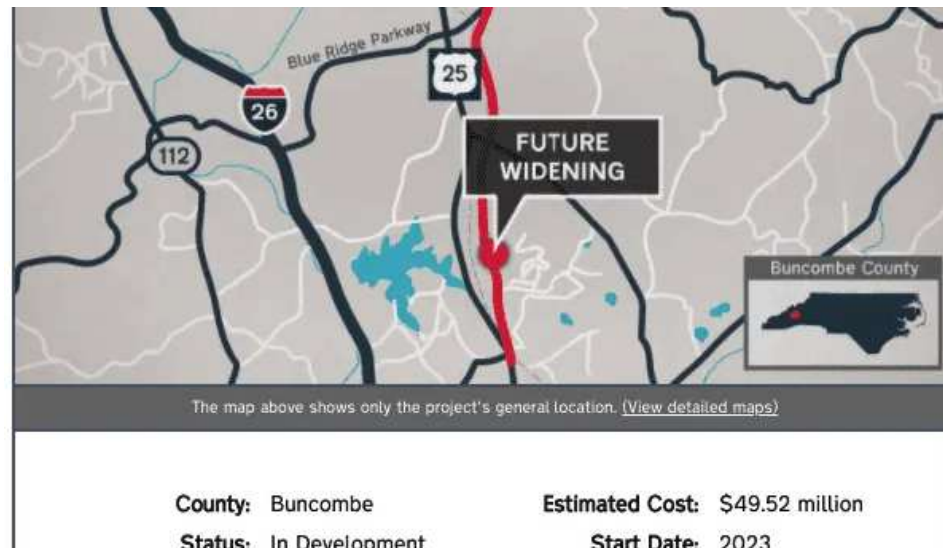 Blue Ridge Parkway
25
26
FUTURE
WIDENING
112
Buncombe County
The map above shows only the project's general location. (View detailed maps)
County: Buncombe
Estimated Cost: $49.52 million
Status: In Development
Start Date: 2023